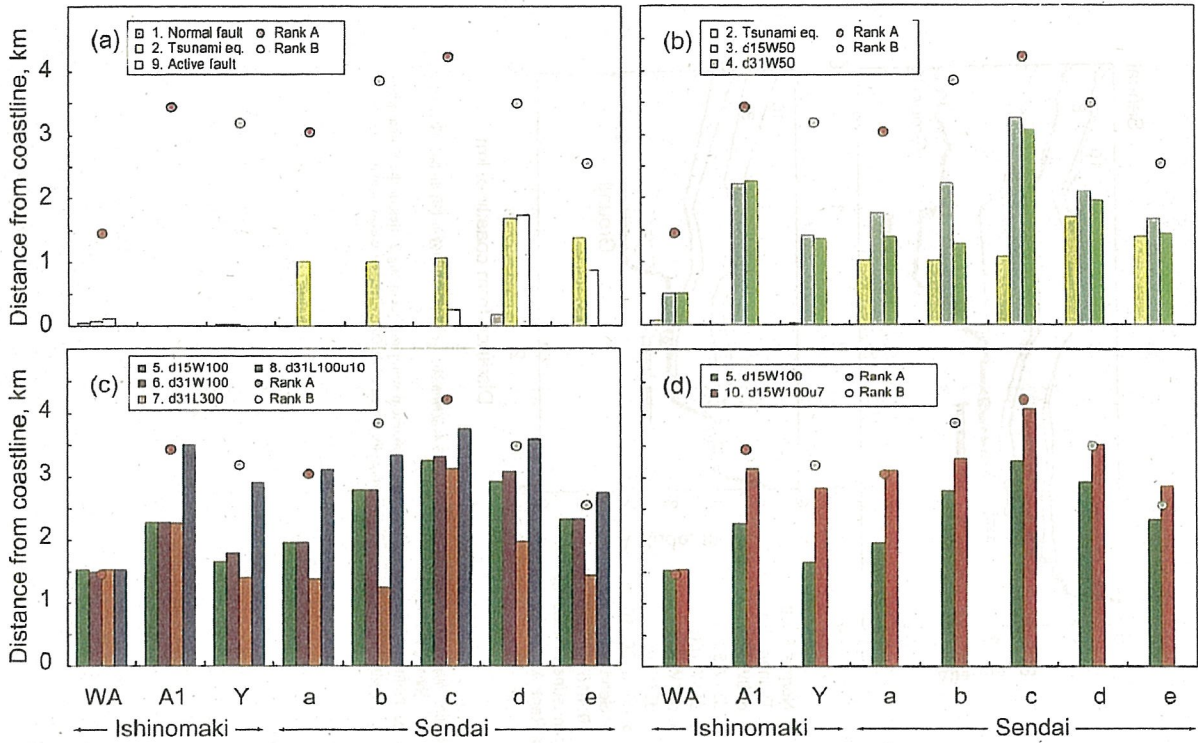 (a)
1. Normal fault Rank A
2. Tsunami eq. Rank B
9. Active fault
(b)
2. Tsunami eq. Rank A
3. d15W50 Rank B
4. d31W50
Distance from coastline, km
4
3
2
1
0
(c)
5. d15W100 8. d31L100u10
6. d31W100 Rank A
7. d31L300 Rank B
(d)
5. d15W100 Rank A
10. d15W100u7 Rank B
Distance from coastline, km
4
3
2
1
0
WA A1 Y a b c d e
Ishinomaki Sendai
WA A1 Y a b c d e
Ishinomaki Sendai